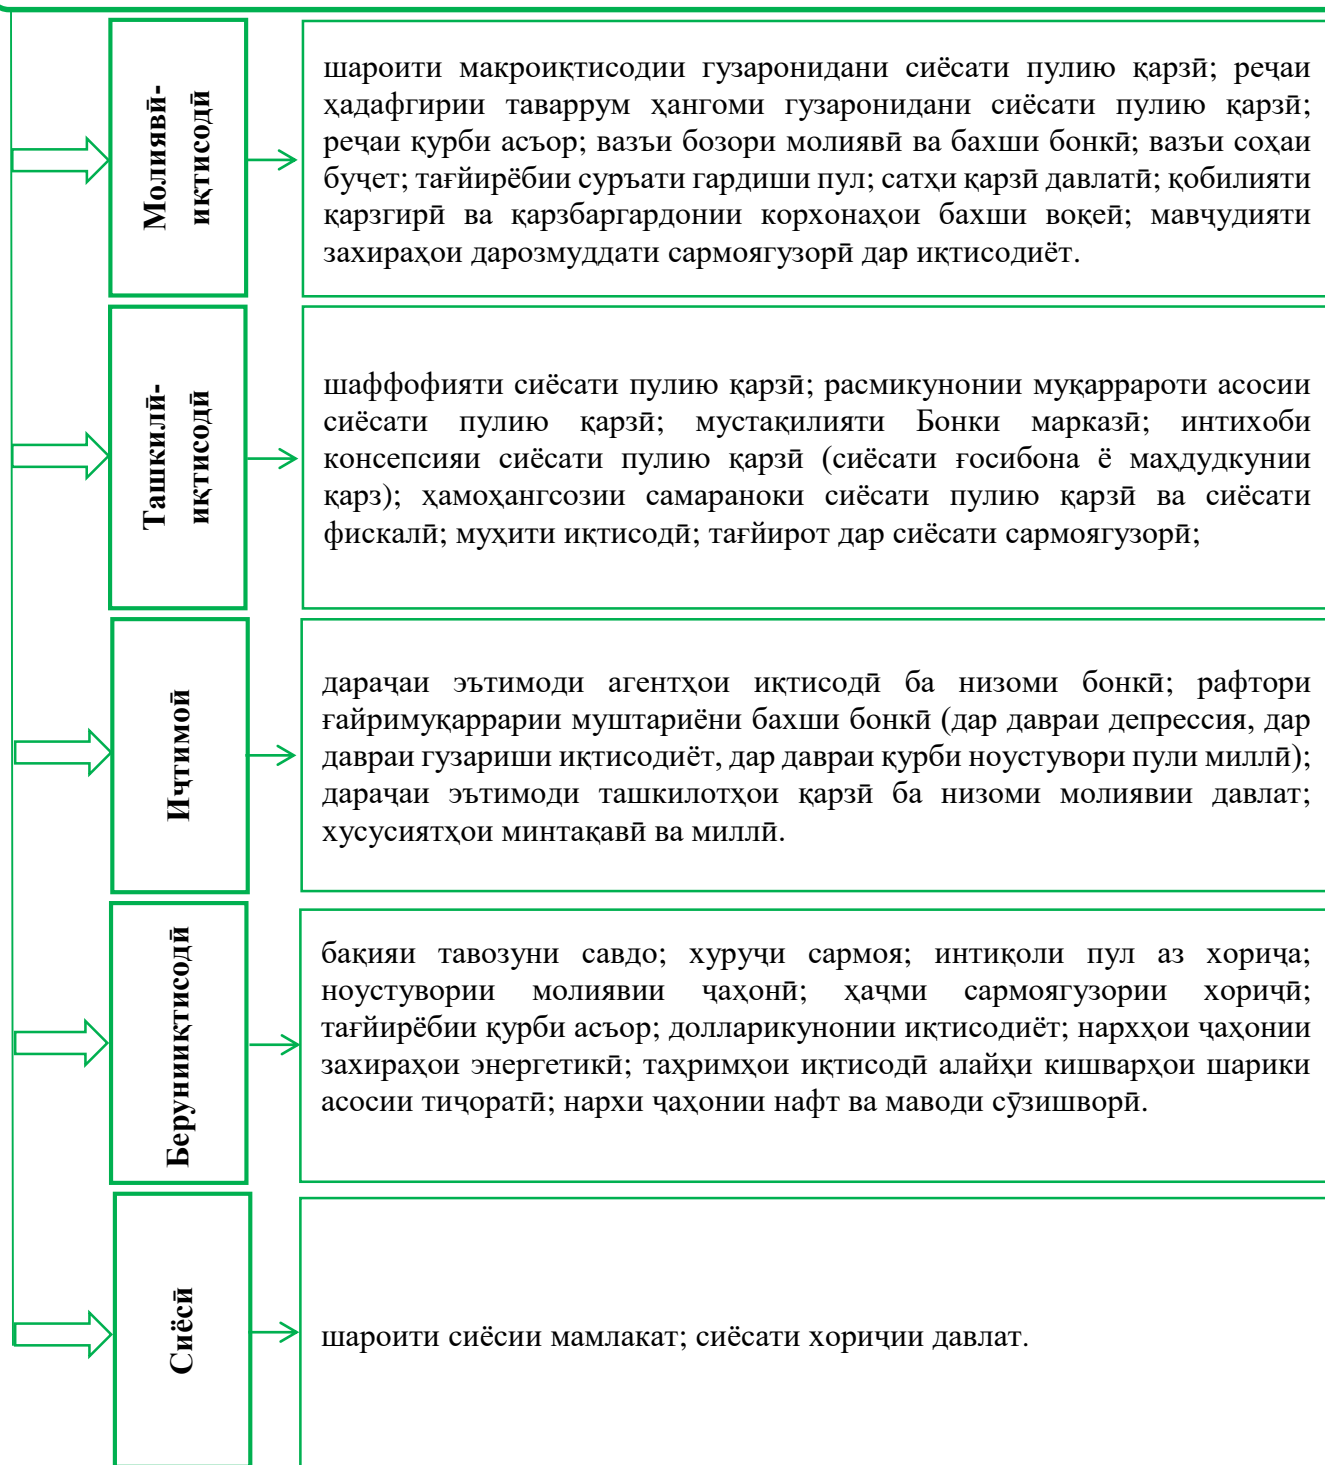 Молиявӣ-
иқтисодӣ
шароити макроиқтисодии гузаронидани сиёсати пулию қарзӣ; реҷаи
ҳадафгирии таваррум ҳангоми гузаронидани сиёсати пулию қарзӣ;
реҷаи қурби асъор; вазъи бозори молиявӣ ва бахши бонкӣ; вазъи соҳаи
буҷет; тағйирёбии суръати гардиши пул; сатҳи қарзӣ давлатӣ; қобилияти
қарзгирӣ ва қарзбаргардонии корхонаҳои бахши воқеӣ; мавҷудияти
захираҳои дарозмуддати сармоягузорӣ дар иқтисодиёт.
Ташкилӣ-
иқтисодӣ
шаффофияти сиёсати пулию қарзӣ; расмикунонии муқаррароти асосии
сиёсати пулию қарзӣ; мустақилияти Бонки марказӣ; интихоби
консепсияи сиёсати пулию қарзӣ (сиёсати ғосибона ё маҳдудкунии
қарз); ҳамоҳангсозии самараноки сиёсати пулию қарзӣ ва сиёсати
фискалӣ; муҳити иқтисодӣ; тағйирот дар сиёсати сармоягузорӣ;
Иҷтимоӣ
дараҷаи эътимоди агентҳои иқтисодӣ ба низоми бонкӣ; рафтори
ғайримуқаррарии муштариёни бахши бонкӣ (дар давраи депрессия, дар
давраи гузариши иқтисодиёт, дар давраи қурби ноустувори пули миллӣ);
дараҷаи эътимоди ташкилотҳои қарзӣ ба низоми молиявии давлат;
хусусиятҳои минтақавӣ ва миллӣ.
Берунииқтисодӣ
бақияи тавозуни савдо; хуруҷи сармоя; интиқоли пул аз хориҷа;
ноустувории молиявии ҷаҳонӣ; ҳаҷми сармоягузории хориҷӣ;
тағйирёбии қурби асъор; долларикунонии иқтисодиёт; нархҳои ҷаҳонии
захираҳои энергетикӣ; таҳримҳои иқтисодӣ алайҳи кишварҳои шарики
асосии тиҷоратӣ; нархи ҷаҳонии нафт ва маводи сӯзишворӣ.
Сиёсӣ
шароити сиёсии мамлакат; сиёсати хориҷии давлат.